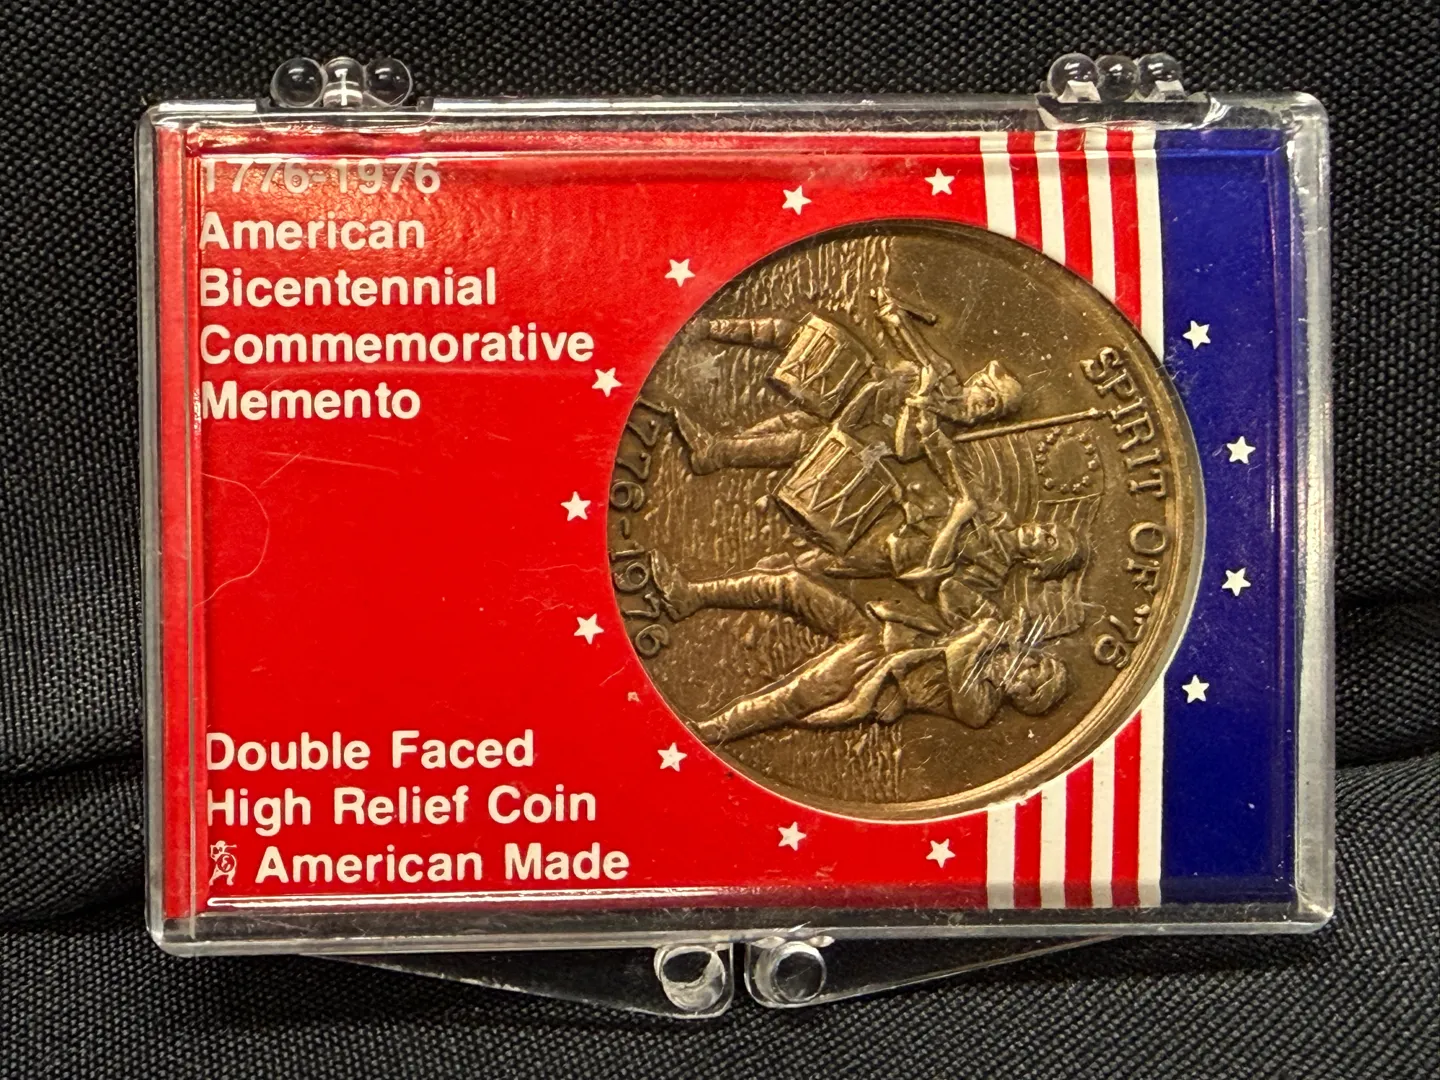 1776-1976
American
Bicentennial
Commemorative
Memento
Double Faced
High Relief Coin
American Made
SPIRIT OF '76
1776-1976